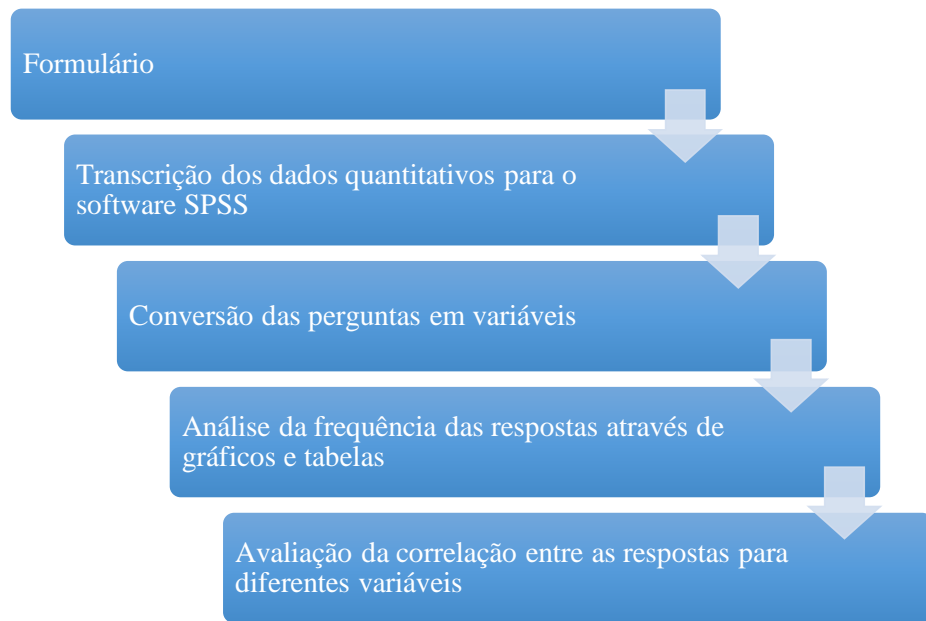 Formulário
Transcrição dos dados quantitativos para o
software SPSS
Conversão das perguntas em variáveis
Análise da frequência das respostas através de
gráficos e tabelas
Avaliação da correlação entre as respostas para
diferentes variáveis